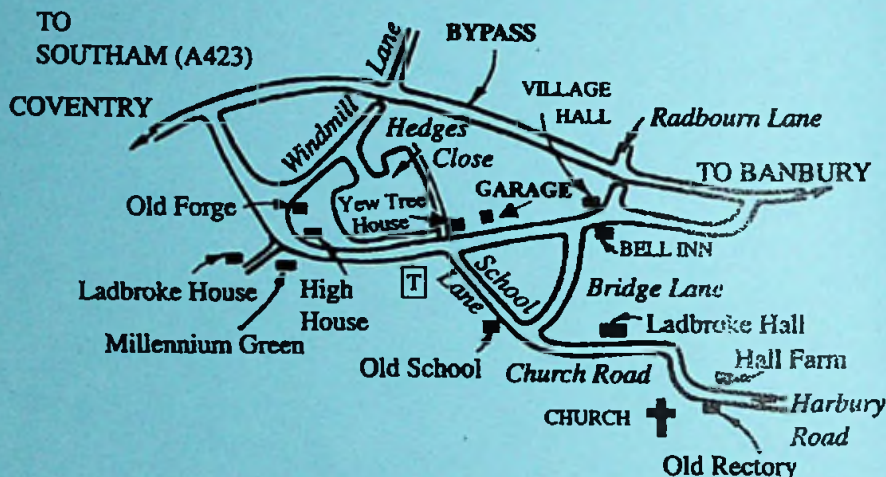 TO
SOUTHAM (A423)
COVENTRY
Lane
Windmill
BYPASS
VILLAGE
HALL
Radbourn Lane
Hedges
Close
TO BANBURY
Old Forge
Yew Tree
House
GARAGE
BELL INN
Ladbroke House
High
House
Millennium Green
T
School
Lane
Bridge Lane
Old School
Ladbroke Hall
Church Road
Hall Farm
CHURCH
Harbury
Road
Old Rectory